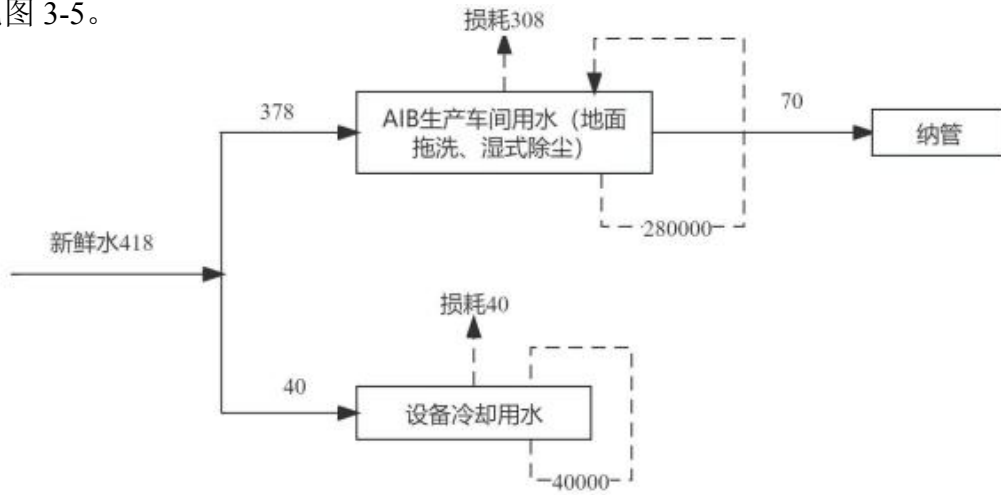 图 3-5。
损耗308
378
AIB生产车间用水（地面
拖洗、湿式除尘）
70
纳管
280000
新鲜水418
损耗40
40
设备冷却用水
40000